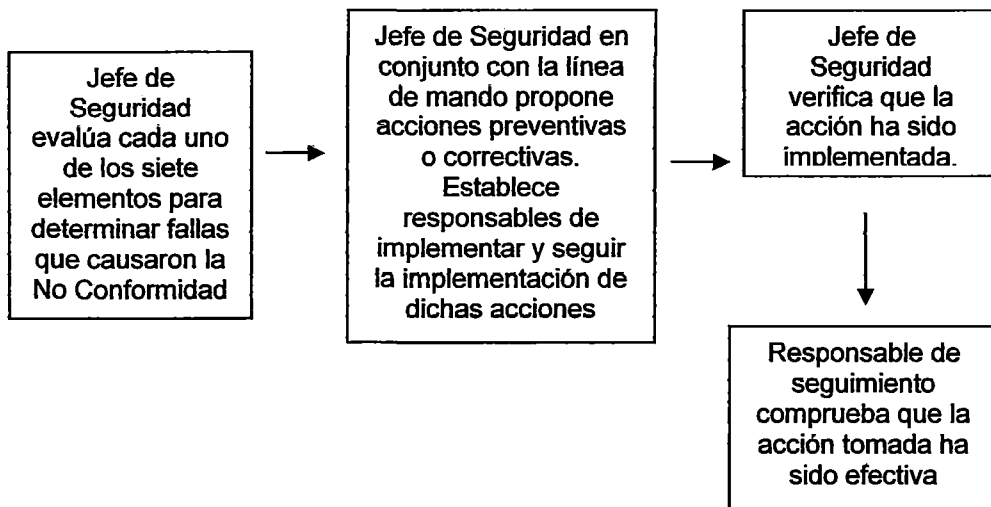 Jefe de
Seguridad
evalúa cada uno
de los siete
elementos para
determinar fallas
que causaron la
No Conformidad
Jefe de Seguridad en
conjunto con la línea
de mando propone
acciones preventivas
o correctivas.
Establece
responsables de
implementar y seguir
la implementación de
dichas acciones
Jefe de
Seguridad
verifica que la
acción ha sido
implementada.
Responsable de
seguimiento
comprueba que la
acción tomada ha
sido efectiva